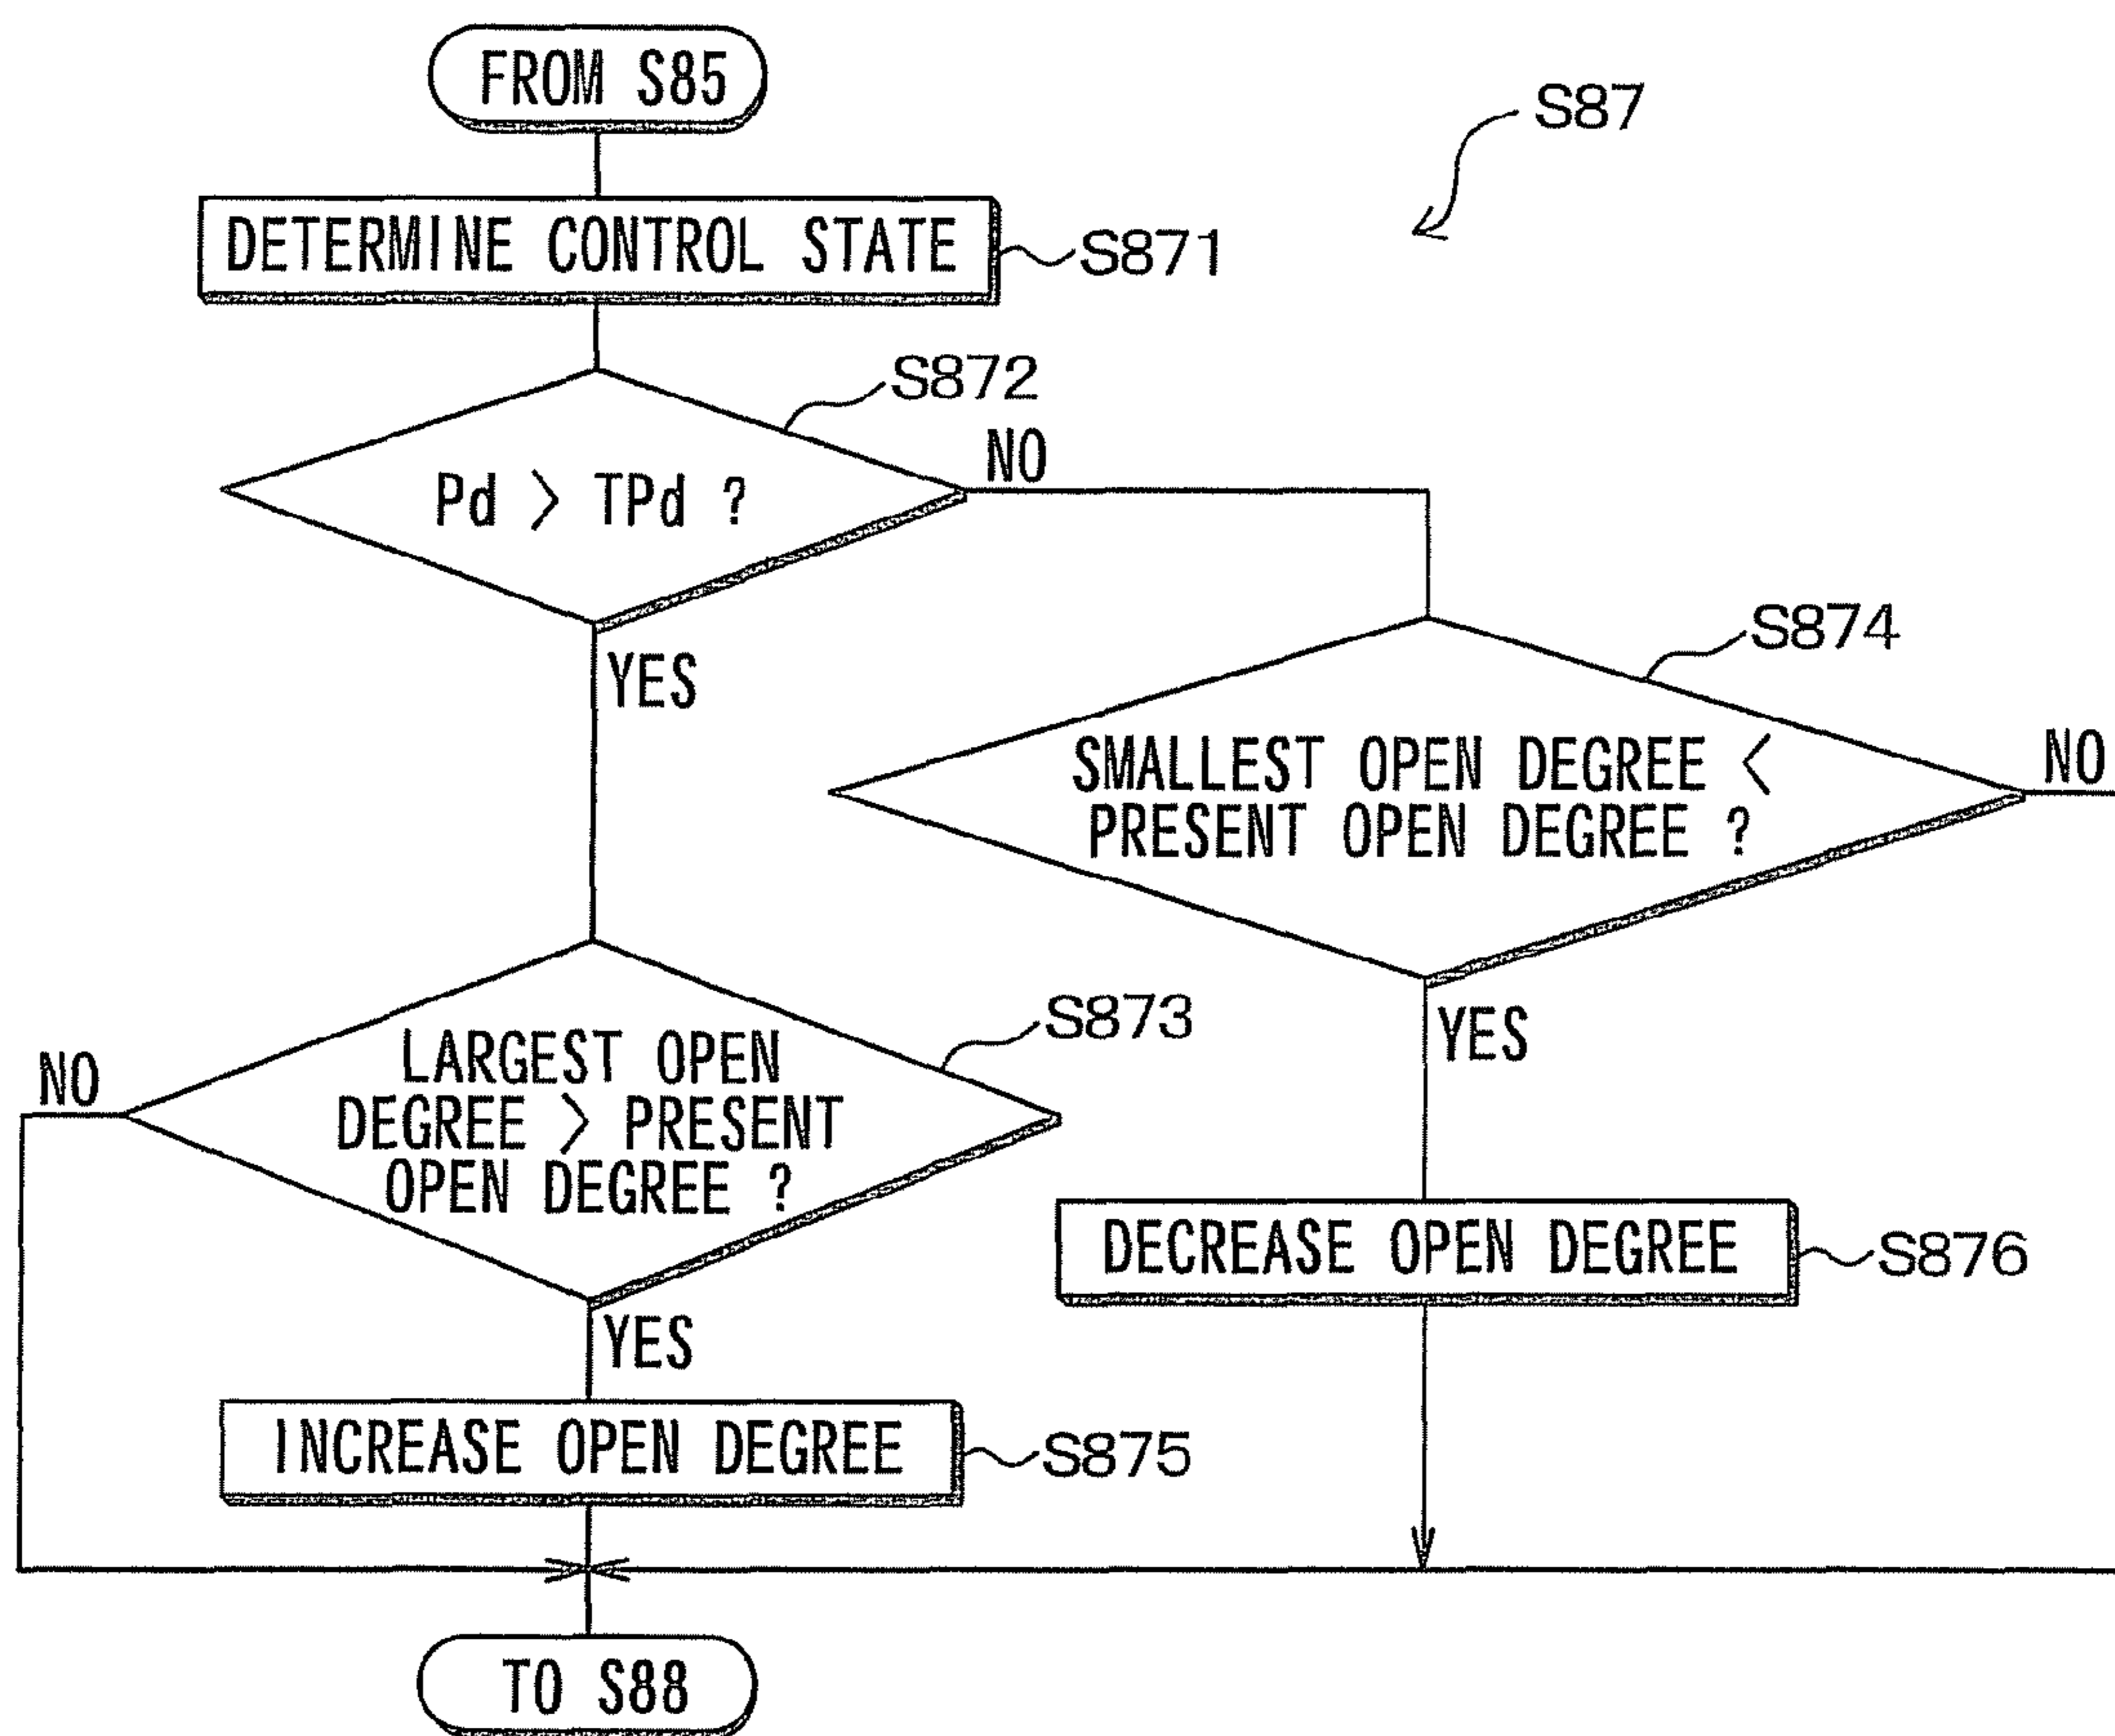 FROM S85
S87
DETERMINE CONTROL STATE
S871
S872
Pd > TPd ?
NO
YES
S874
SMALLEST OPEN DEGREE <
PRESENT OPEN DEGREE ?
NO
YES
S873
LARGEST OPEN
DEGREE > PRESENT
OPEN DEGREE ?
NO
YES
DECREASE OPEN DEGREE
S876
INCREASE OPEN DEGREE
S875
TO S88